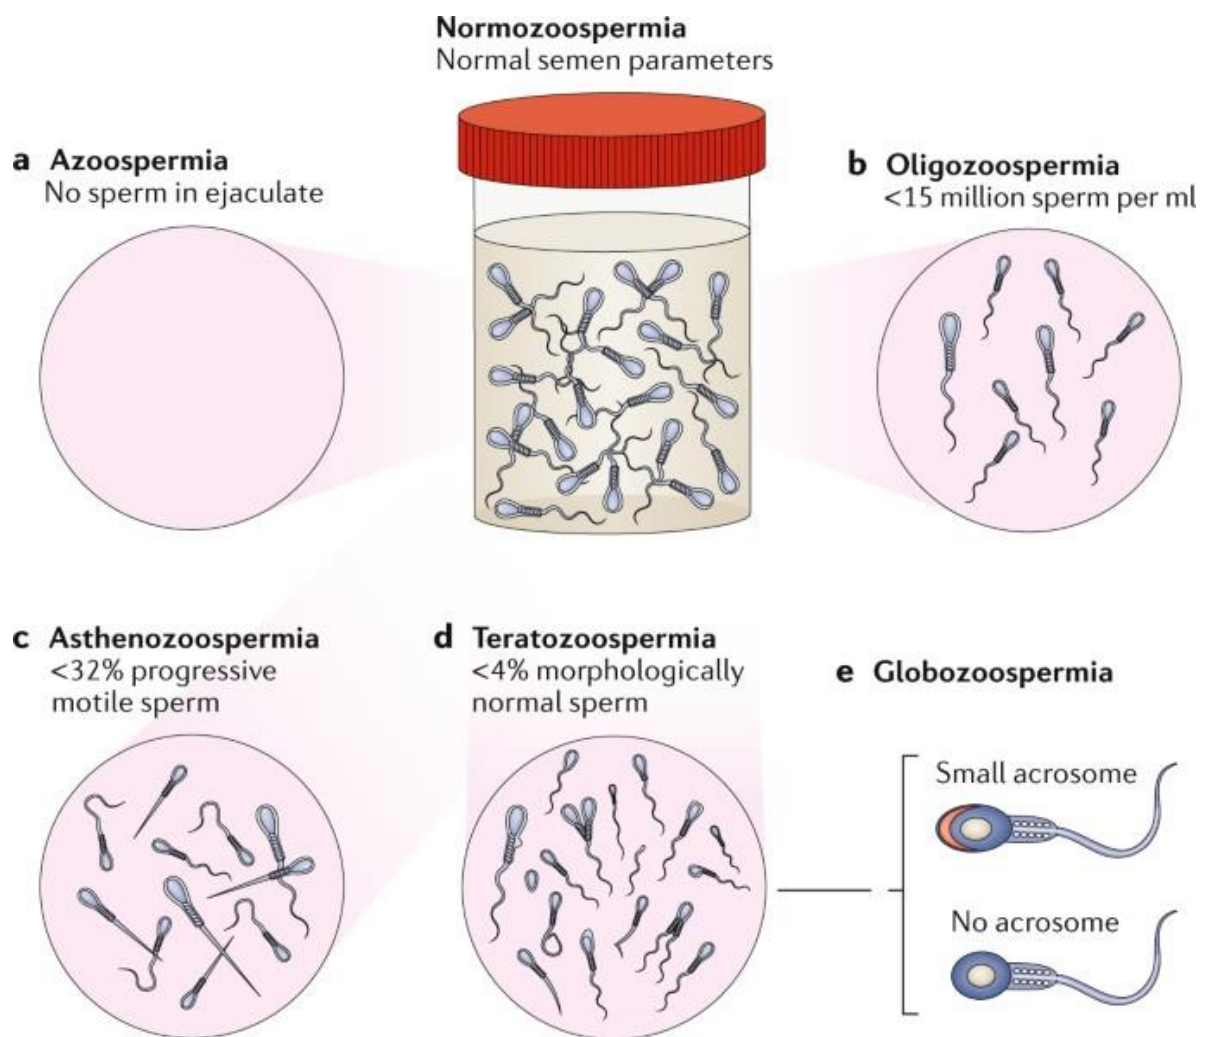 Normozoospermia
Normal semen parameters
a Azoospermia
No sperm in ejaculate
b Oligozoospermia
<15 million sperm per ml
c Asthenozoospermia
<32% progressive
motile sperm
d Teratozoospermia
<4% morphologically
normal sperm
e Globozoospermia
Small acrosome
No acrosome